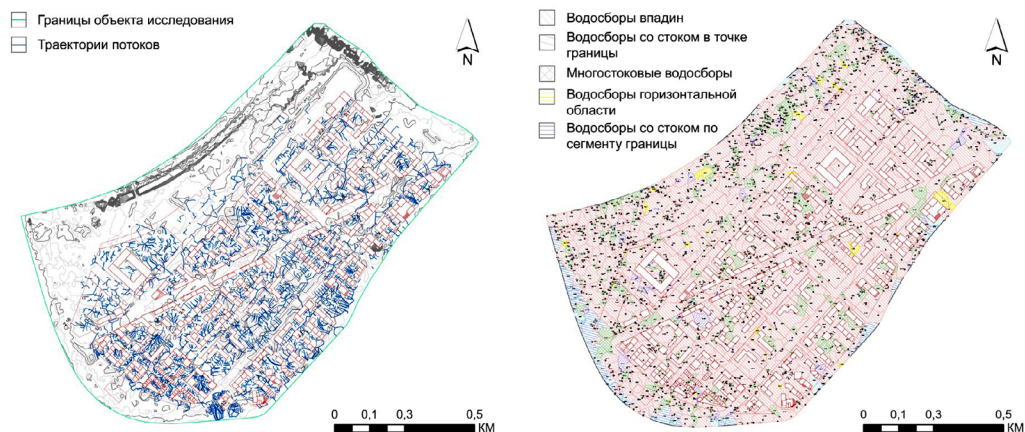 Границы объекта исследования
Траектории потоков
N
0 0,1 0,3 0,5
КМ
Водосборы впадин
Водосборы со стоком в точке
границы
Многостоковые водосборы
Водосборы горизонтальной
области
Водосборы со стоком по
сегменту границы
N
0 0,1 0,3 0,5
КМ